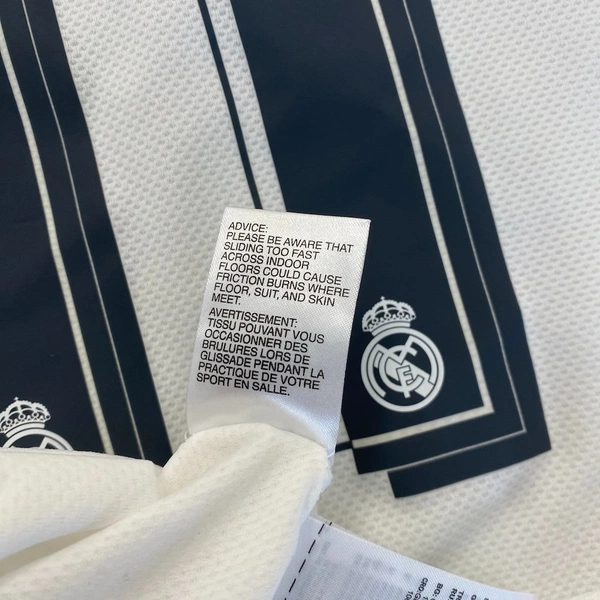 ADVICE:
PLEASE BE AWARE THAT
SLIDING TOO FAST
ACROSS INDOOR
FLOORS COULD CAUSE
FRICTION BURNS WHERE
FLOOR, SUIT, AND SKIN
MEET.
AVERTISSEMENT:
TISSU POUVANT VOUS
OCCASIONNER DES
BRULURES LORS DE
GLISSADE PENDANT LA
PRACTIQUE DE VOTRE
SPORT EN SALLE.